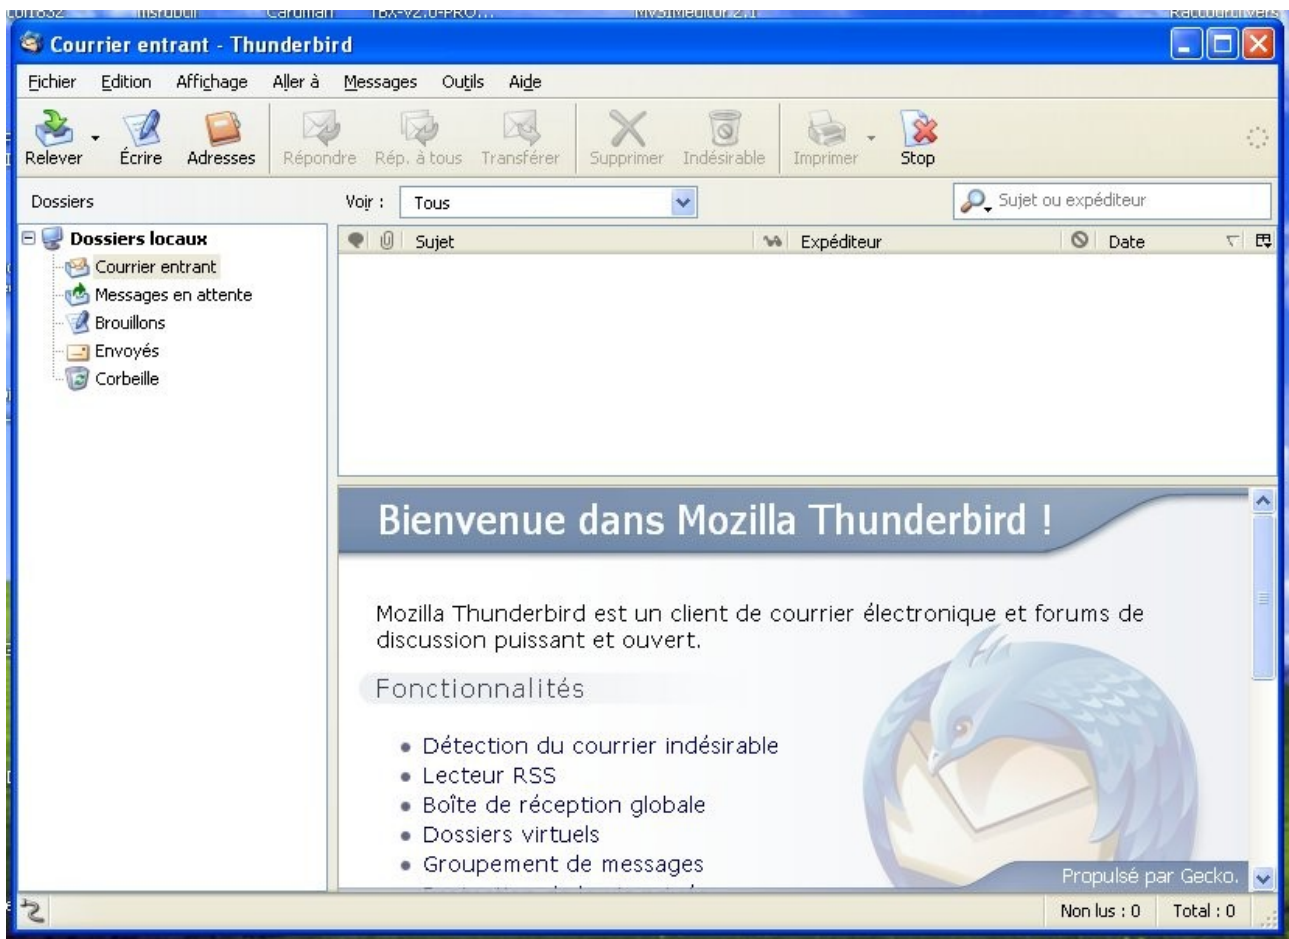 Courrier entrant - Thunderbird
Fichier Edition Affichage Aller à Messages Outils Aide
Relever Écrire Adresses Répondre Rép. à tous Transférer Supprimer Indésirable Imprimer Stop
Dossiers Voir : Tous Sujet ou expéditeur
Dossiers locaux
Sujet Expéditeur Date
Courrier entrant
Messages en attente
Brouillons
Envoyés
Corbeille
Bienvenue dans Mozilla Thunderbird !
Mozilla Thunderbird est un client de courrier électronique et forums de
discussion puissant et ouvert.
Fonctionnalités
Détection du courrier indésirable
Lecteur RSS
Boîte de réception globale
Dossiers virtuels
Groupement de messages
Propulsé par Gecko.
Non lus : 0 Total : 0